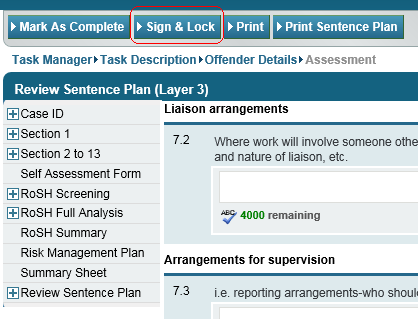 Mark As Complete Sign & Lock Print Print Sentence Plan
Task Manager Task Description Offender Details Assessment
Review Sentence Plan (Layer 3)
Case ID
Section 1
Section 2 to 13
Self Assessment Form
RoSH Screening
RoSH Full Analysis
RoSH Summary
Risk Management Plan
Summary Sheet
Review Sentence Plan
Liaison arrangements
7.2 Where work will involve someone othe
and nature of liaison, etc.
ABC 4000 remaining
Arrangements for supervision
7.3 i.e. reporting arrangements-who shoul